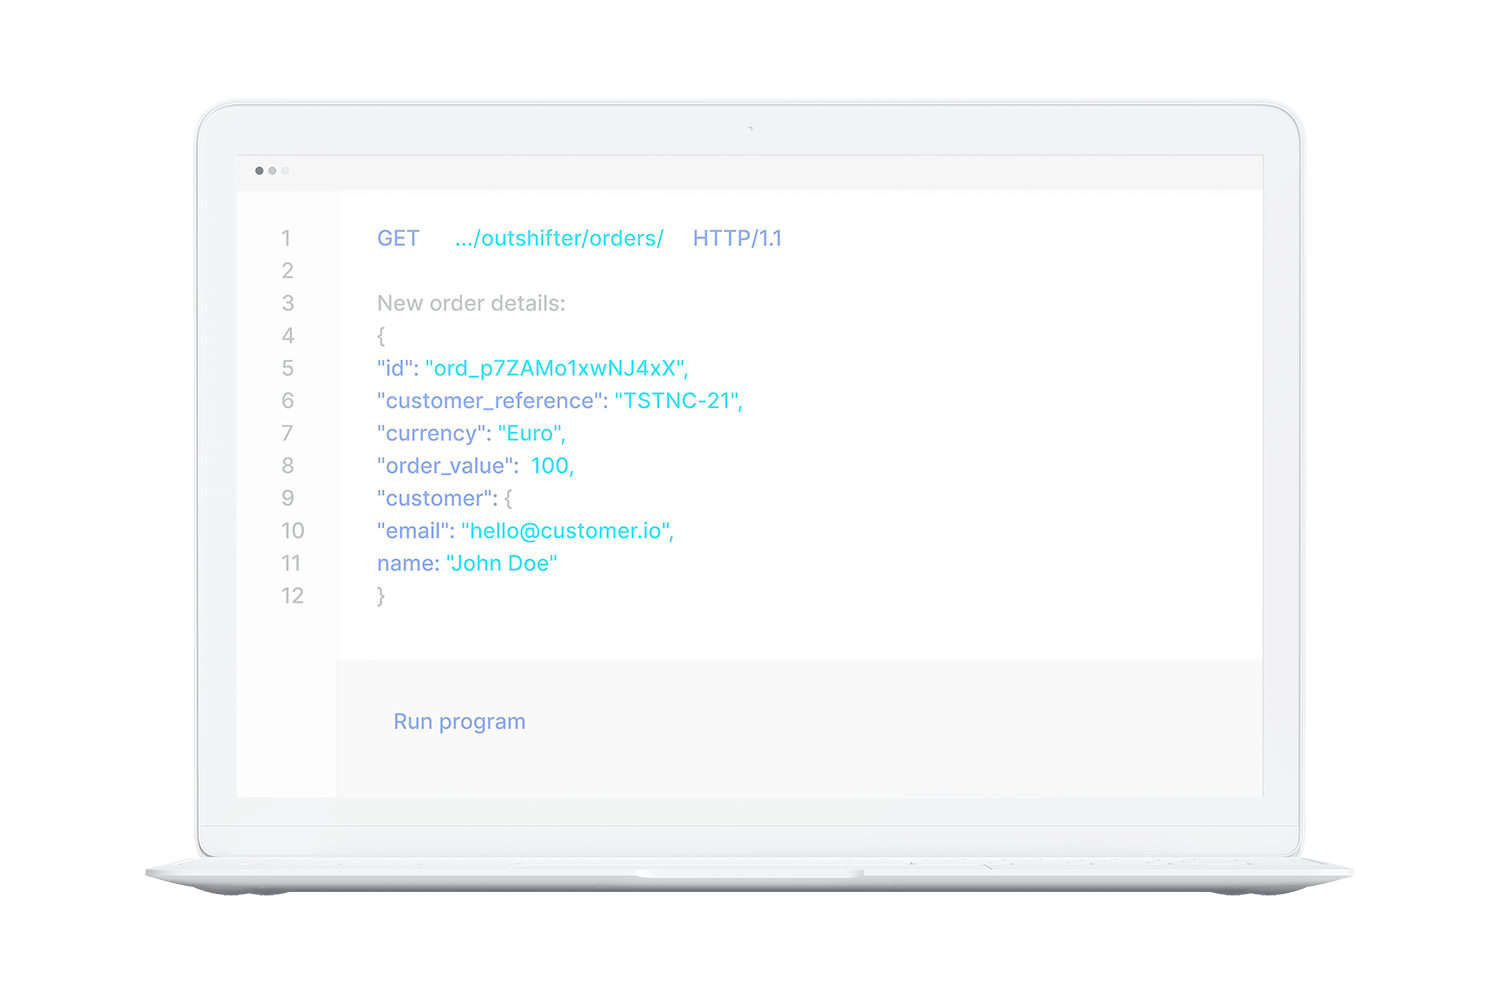 1 GET .../outshifter/orders/ HTTP/1.1
2
3 New order details:
4 {
5 "id": "ord_p7ZAMo1xwNJ4xX",
6 "customer_reference": "TSTNC-21",
7 "currency": "Euro",
8 "order_value": 100,
9 "customer": {
10 "email": "hello@customer.io",
11 name: "John Doe"
12 }
Run program